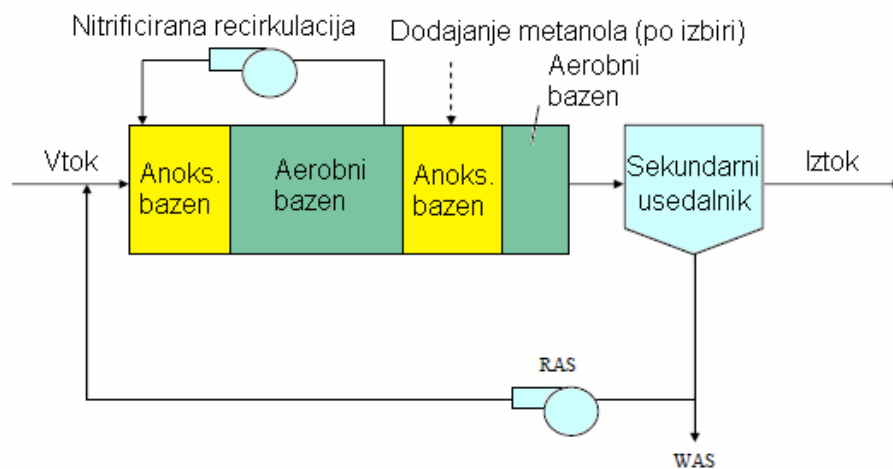 Nitrificirana recirkulacija
Dodajanje metanola (po izbiri)
Aerobni
bazen
Vtok
Anoks.
bazen
Aerobni
bazen
Anoks.
bazen
Sekundarni
usedalnik
Iztok
RAS
WAS